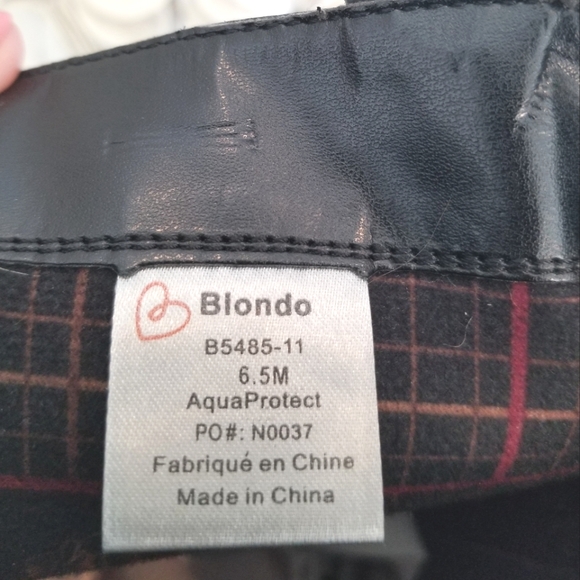 Blondo
B5485-11
6.5M
AquaProtect
PO#: N0037
Fabriqué en Chine
Made in China